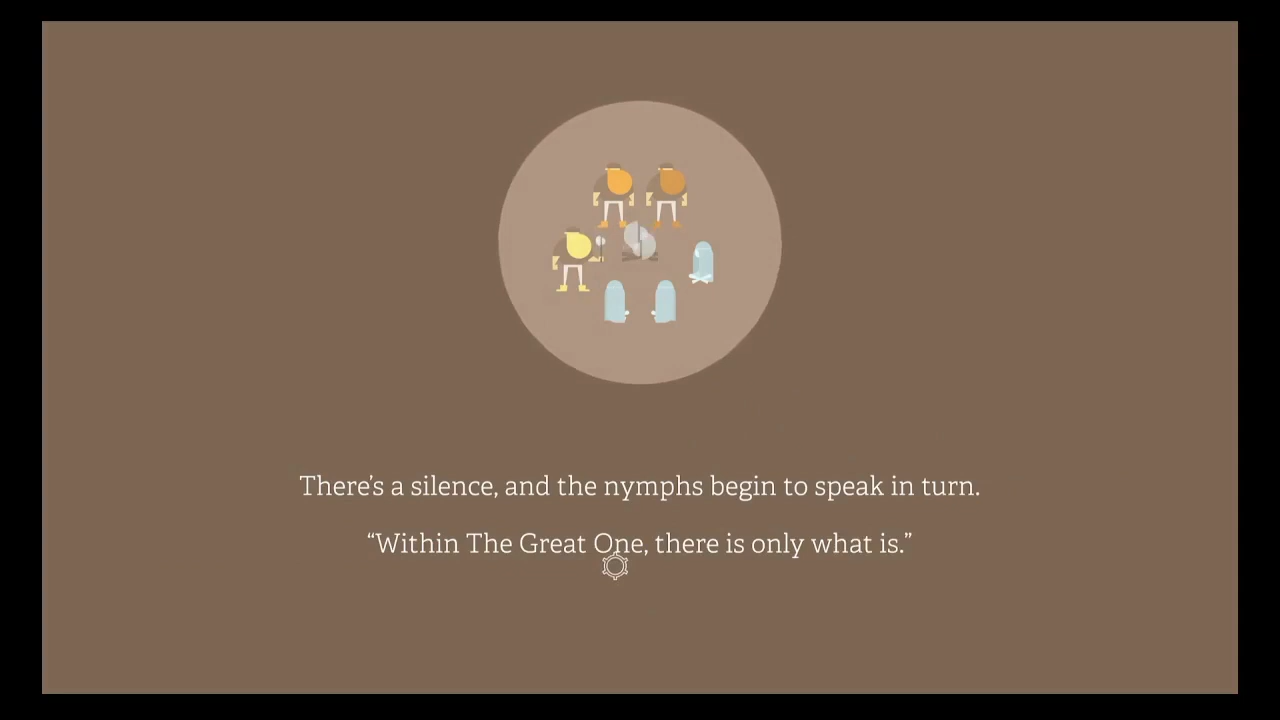 There’s a silence, and the nymphs begin to speak in turn.
“Within The Great One, there is only what is.”